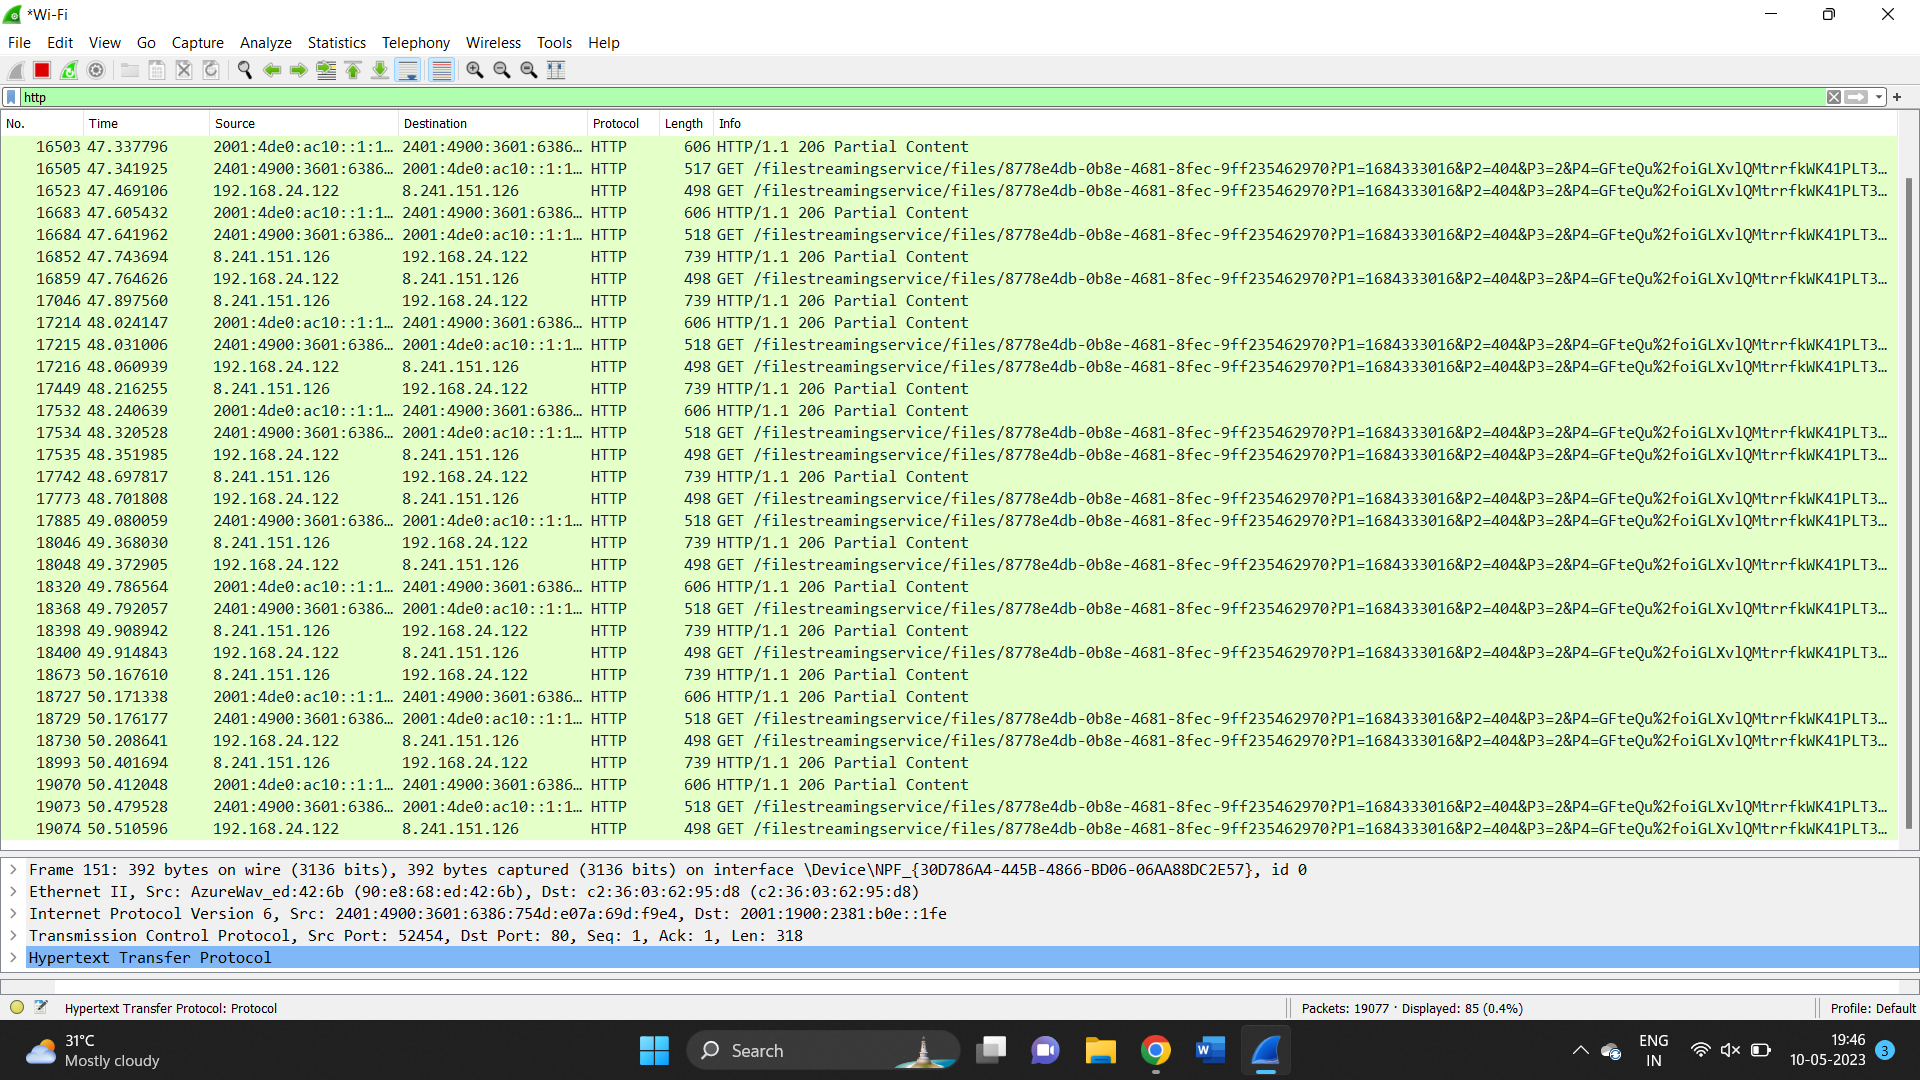 *Wi-Fi
File Edit View Go Capture Analyze Statistics Telephony Wireless Tools Help
http
No. Time Source Destination Protocol Length Info
16503 47.337796 2001:4de0:ac10::1:1… 2401:4900:3601:6386… HTTP 606 HTTP/1.1 206 Partial Content
16505 47.341925 2401:4900:3601:6386… 2001:4de0:ac10::1:1… HTTP 517 GET /filestreamingservice/files/8778e4db-0b8e-4681-8fec-9ff235462970?P1=1684333016&P2=404&P3=2&P4=GFteQu%2foiGLXvlQMtrrfkWK41PLT3…
16523 47.469106 192.168.24.122 8.241.151.126 HTTP 498 GET /filestreamingservice/files/8778e4db-0b8e-4681-8fec-9ff235462970?P1=1684333016&P2=404&P3=2&P4=GFteQu%2foiGLXvlQMtrrfkWK41PLT3…
16683 47.605432 2001:4de0:ac10::1:1… 2401:4900:3601:6386… HTTP 606 HTTP/1.1 206 Partial Content
16684 47.641962 2401:4900:3601:6386… 2001:4de0:ac10::1:1… HTTP 518 GET /filestreamingservice/files/8778e4db-0b8e-4681-8fec-9ff235462970?P1=1684333016&P2=404&P3=2&P4=GFteQu%2foiGLXvlQMtrrfkWK41PLT3…
16852 47.743694 8.241.151.126 192.168.24.122 HTTP 739 HTTP/1.1 206 Partial Content
16859 47.764626 192.168.24.122 8.241.151.126 HTTP 498 GET /filestreamingservice/files/8778e4db-0b8e-4681-8fec-9ff235462970?P1=1684333016&P2=404&P3=2&P4=GFteQu%2foiGLXvlQMtrrfkWK41PLT3…
17046 47.897560 8.241.151.126 192.168.24.122 HTTP 739 HTTP/1.1 206 Partial Content
17214 48.024147 2001:4de0:ac10::1:1… 2401:4900:3601:6386… HTTP 606 HTTP/1.1 206 Partial Content
17215 48.031006 2401:4900:3601:6386… 2001:4de0:ac10::1:1… HTTP 518 GET /filestreamingservice/files/8778e4db-0b8e-4681-8fec-9ff235462970?P1=1684333016&P2=404&P3=2&P4=GFteQu%2foiGLXvlQMtrrfkWK41PLT3…
17216 48.060939 192.168.24.122 8.241.151.126 HTTP 498 GET /filestreamingservice/files/8778e4db-0b8e-4681-8fec-9ff235462970?P1=1684333016&P2=404&P3=2&P4=GFteQu%2foiGLXvlQMtrrfkWK41PLT3…
17449 48.216255 8.241.151.126 192.168.24.122 HTTP 739 HTTP/1.1 206 Partial Content
17532 48.240639 2001:4de0:ac10::1:1… 2401:4900:3601:6386… HTTP 606 HTTP/1.1 206 Partial Content
17534 48.320528 2401:4900:3601:6386… 2001:4de0:ac10::1:1… HTTP 518 GET /filestreamingservice/files/8778e4db-0b8e-4681-8fec-9ff235462970?P1=1684333016&P2=404&P3=2&P4=GFteQu%2foiGLXvlQMtrrfkWK41PLT3…
17535 48.351985 192.168.24.122 8.241.151.126 HTTP 498 GET /filestreamingservice/files/8778e4db-0b8e-4681-8fec-9ff235462970?P1=1684333016&P2=404&P3=2&P4=GFteQu%2foiGLXvlQMtrrfkWK41PLT3…
17742 48.697817 8.241.151.126 192.168.24.122 HTTP 739 HTTP/1.1 206 Partial Content
17773 48.701808 192.168.24.122 8.241.151.126 HTTP 498 GET /filestreamingservice/files/8778e4db-0b8e-4681-8fec-9ff235462970?P1=1684333016&P2=404&P3=2&P4=GFteQu%2foiGLXvlQMtrrfkWK41PLT3…
17885 49.080059 2401:4900:3601:6386… 2001:4de0:ac10::1:1… HTTP 518 GET /filestreamingservice/files/8778e4db-0b8e-4681-8fec-9ff235462970?P1=1684333016&P2=404&P3=2&P4=GFteQu%2foiGLXvlQMtrrfkWK41PLT3…
18046 49.368030 8.241.151.126 192.168.24.122 HTTP 739 HTTP/1.1 206 Partial Content
18048 49.372905 192.168.24.122 8.241.151.126 HTTP 498 GET /filestreamingservice/files/8778e4db-0b8e-4681-8fec-9ff235462970?P1=1684333016&P2=404&P3=2&P4=GFteQu%2foiGLXvlQMtrrfkWK41PLT3…
18320 49.786564 2001:4de0:ac10::1:1… 2401:4900:3601:6386… HTTP 606 HTTP/1.1 206 Partial Content
18368 49.792057 2401:4900:3601:6386… 2001:4de0:ac10::1:1… HTTP 518 GET /filestreamingservice/files/8778e4db-0b8e-4681-8fec-9ff235462970?P1=1684333016&P2=404&P3=2&P4=GFteQu%2foiGLXvlQMtrrfkWK41PLT3…
18398 49.908942 8.241.151.126 192.168.24.122 HTTP 739 HTTP/1.1 206 Partial Content
18400 49.914843 192.168.24.122 8.241.151.126 HTTP 498 GET /filestreamingservice/files/8778e4db-0b8e-4681-8fec-9ff235462970?P1=1684333016&P2=404&P3=2&P4=GFteQu%2foiGLXvlQMtrrfkWK41PLT3…
18673 50.167610 8.241.151.126 192.168.24.122 HTTP 739 HTTP/1.1 206 Partial Content
18727 50.171338 2001:4de0:ac10::1:1… 2401:4900:3601:6386… HTTP 606 HTTP/1.1 206 Partial Content
18729 50.176177 2401:4900:3601:6386… 2001:4de0:ac10::1:1… HTTP 518 GET /filestreamingservice/files/8778e4db-0b8e-4681-8fec-9ff235462970?P1=1684333016&P2=404&P3=2&P4=GFteQu%2foiGLXvlQMtrrfkWK41PLT3…
18730 50.208641 192.168.24.122 8.241.151.126 HTTP 498 GET /filestreamingservice/files/8778e4db-0b8e-4681-8fec-9ff235462970?P1=1684333016&P2=404&P3=2&P4=GFteQu%2foiGLXvlQMtrrfkWK41PLT3…
18993 50.401694 8.241.151.126 192.168.24.122 HTTP 739 HTTP/1.1 206 Partial Content
19070 50.412048 2001:4de0:ac10::1:1… 2401:4900:3601:6386… HTTP 606 HTTP/1.1 206 Partial Content
19073 50.479528 2401:4900:3601:6386… 2001:4de0:ac10::1:1… HTTP 518 GET /filestreamingservice/files/8778e4db-0b8e-4681-8fec-9ff235462970?P1=1684333016&P2=404&P3=2&P4=GFteQu%2foiGLXvlQMtrrfkWK41PLT3…
19074 50.510596 192.168.24.122 8.241.151.126 HTTP 498 GET /filestreamingservice/files/8778e4db-0b8e-4681-8fec-9ff235462970?P1=1684333016&P2=404&P3=2&P4=GFteQu%2foiGLXvlQMtrrfkWK41PLT3…
Frame 151: 392 bytes on wire (3136 bits), 392 bytes captured (3136 bits) on interface \Device\NPF_{30D786A4-445B-4866-BD06-06AA88DC2E57}, id 0
Ethernet II, Src: AzureWav_ed:42:6b (90:e8:68:ed:42:6b), Dst: c2:36:03:62:95:d8 (c2:36:03:62:95:d8)
Internet Protocol Version 6, Src: 2401:4900:3601:6386:754d:e07a:69d:f9e4, Dst: 2001:1900:2381:b0e::1fe
Transmission Control Protocol, Src Port: 52454, Dst Port: 80, Seq: 1, Ack: 1, Len: 318
Hypertext Transfer Protocol
Hypertext Transfer Protocol: Protocol Packets: 19077 · Displayed: 85 (0.4%) Profile: Default
31°C
Mostly cloudy
Search
ENG
IN
19:46
10-05-2023
3